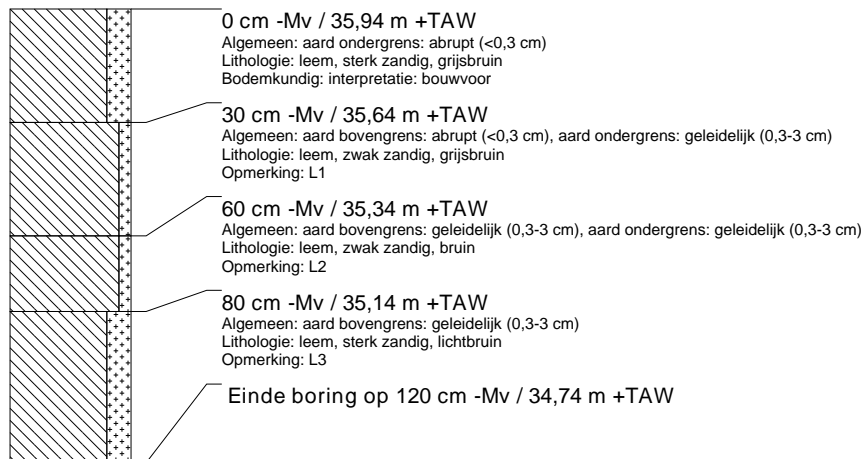 0 cm -Mv / 35,94 m +TAW
Algemeen: aard ondergrens: abrupt (<0,3 cm)
Lithologie: leem, sterk zandig, grijsbruin
Bodemkundig: interpretatie: bouwvoor
30 cm -Mv / 35,64 m +TAW
Algemeen: aard bovengrens: abrupt (<0,3 cm), aard ondergrens: geleidelijk (0,3-3 cm)
Lithologie: leem, zwak zandig, grijsbruin
Opmerking: L1
60 cm -Mv / 35,34 m +TAW
Algemeen: aard bovengrens: geleidelijk (0,3-3 cm), aard ondergrens: geleidelijk (0,3-3 cm)
Lithologie: leem, zwak zandig, bruin
Opmerking: L2
80 cm -Mv / 35,14 m +TAW
Algemeen: aard bovengrens: geleidelijk (0,3-3 cm)
Lithologie: leem, sterk zandig, lichtbruin
Opmerking: L3
Einde boring op 120 cm -Mv / 34,74 m +TAW